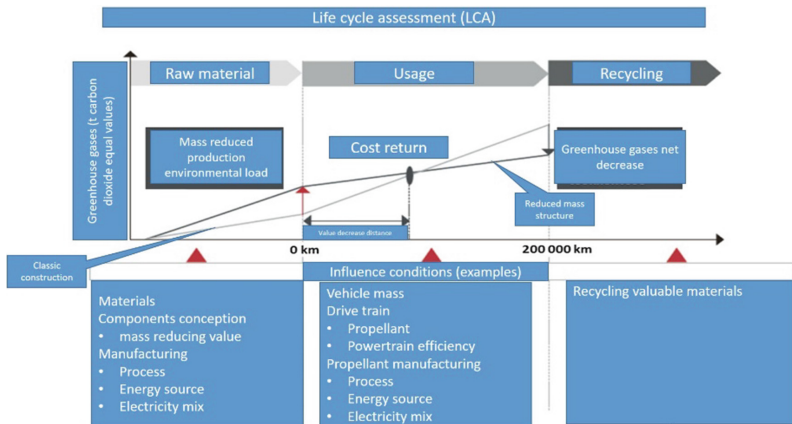 Life cycle assessment (LCA)
Raw material
Usage
Recycling
Greenhouse gases (t carbon
dioxide equal values)
Mass reduced
production
environmental load
Cost return
Greenhouse gases net
decrease
Reduced mass
structure
Value decrease distance
0 km
200 000 km
Classic
construction
Influence conditions (examples)
Materials
Components conception
• mass reducing value
Manufacturing
• Process
• Energy source
• Electricity mix
Vehicle mass
Drive train
• Propellant
• Powertrain efficiency
Propellant manufacturing
• Process
• Energy source
• Electricity mix
Recycling valuable materials